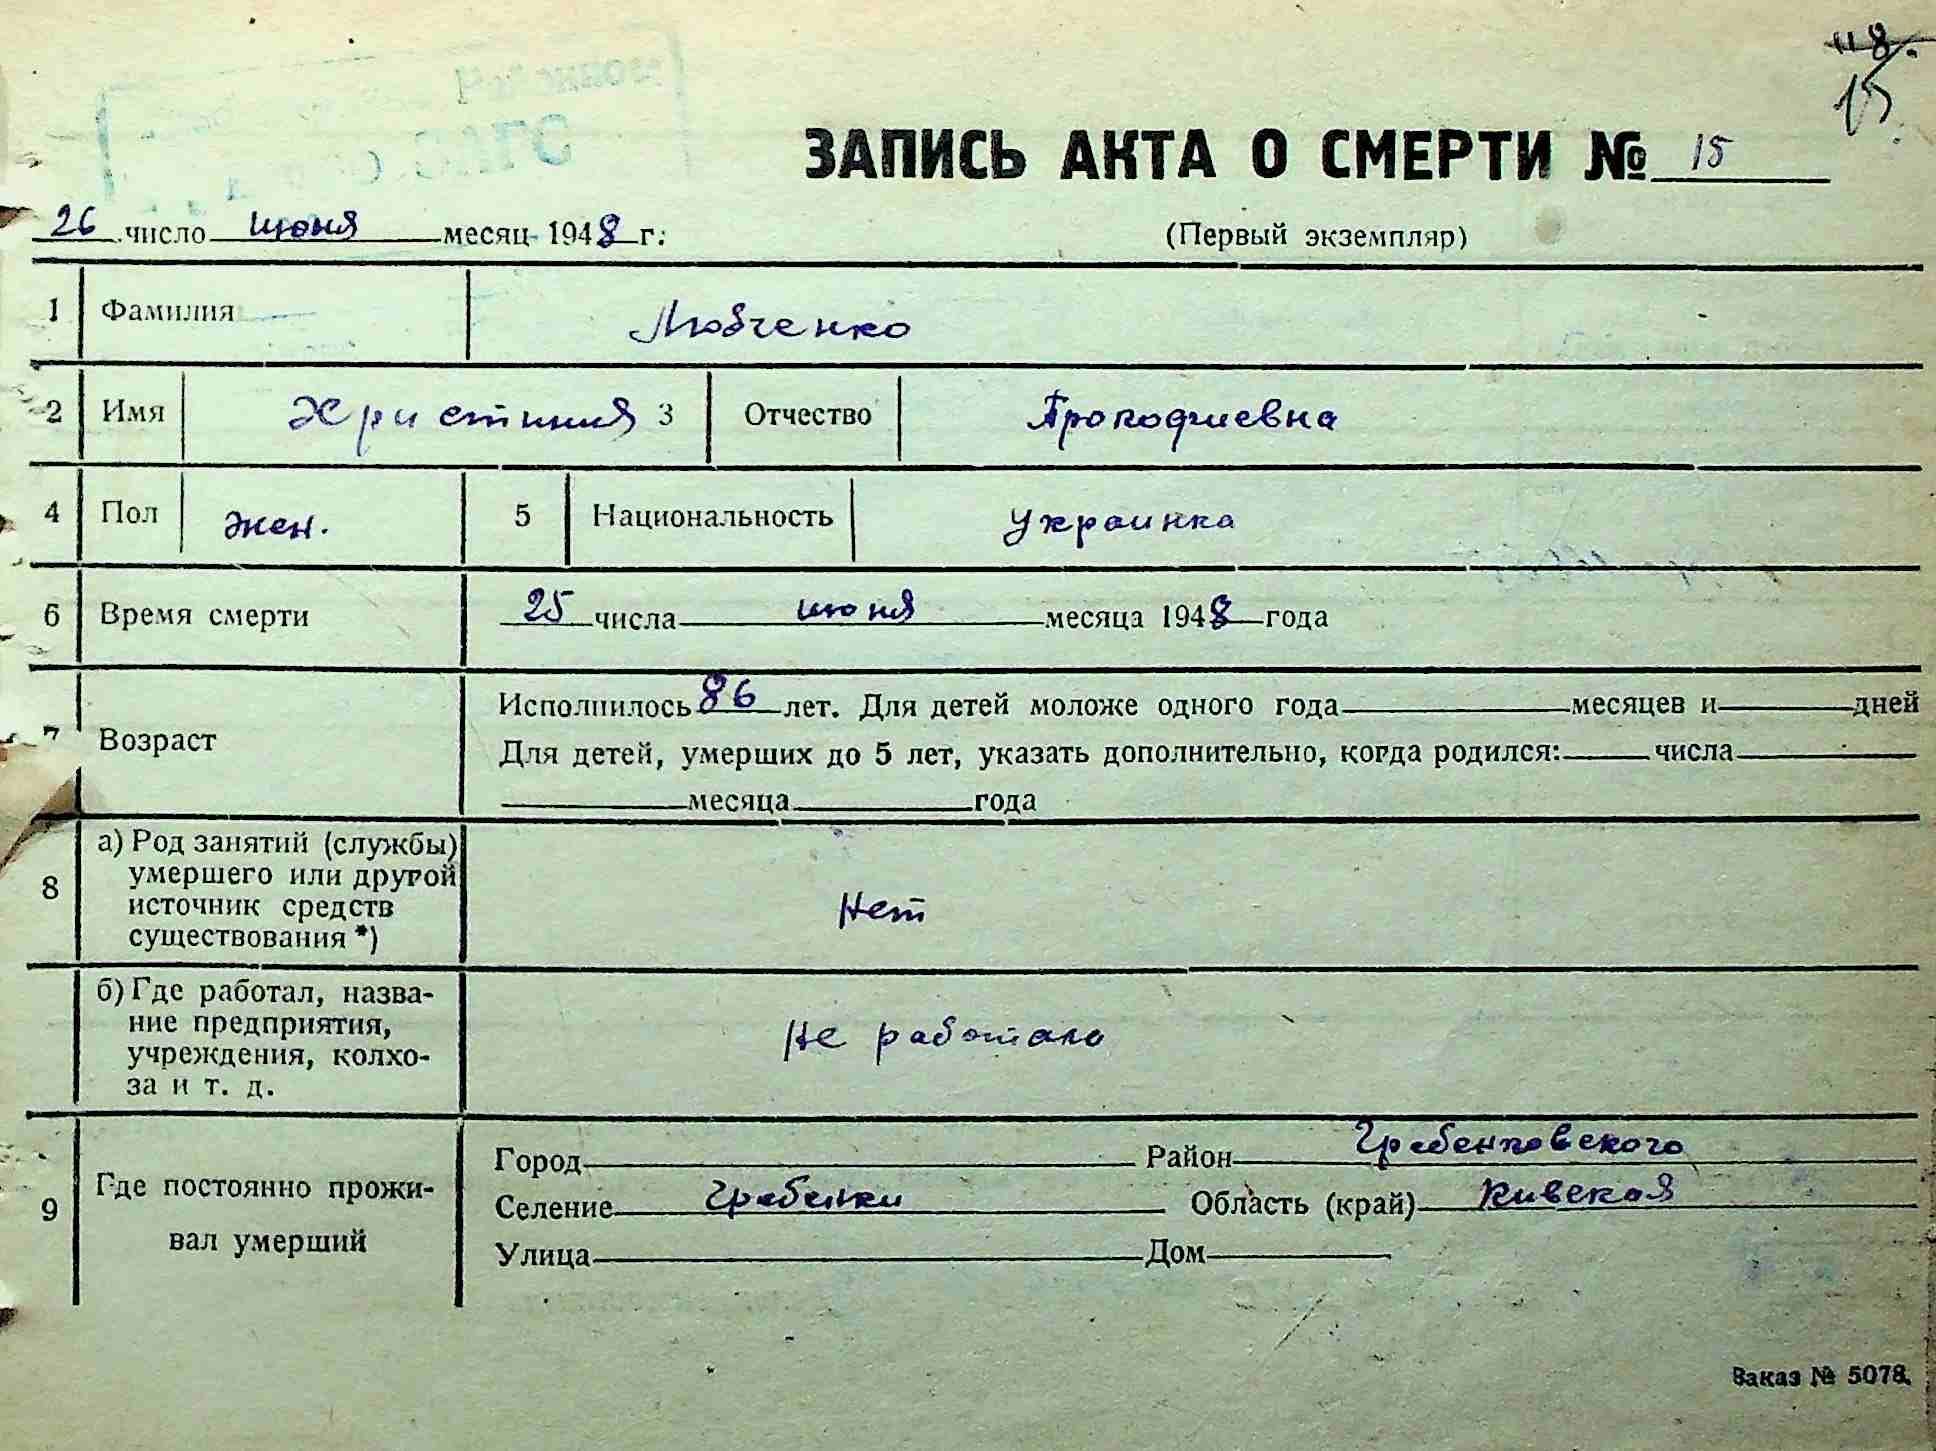 118.
15
ЗАПИСЬ АКТА О СМЕРТИ № 15
26 число июня месяц 1948 г.
(Первый экземпляр)
1 Фамилия Любченко
2 Имя Христиния 3 Отчество Прокофиевна
4 Пол жен. 5 Национальность украинка
6 Время смерти 25 числа июня месяца 1948 года
7 Возраст
Исполнилось 86 лет. Для детей моложе одного года месяцев и дней
Для детей, умерших до 5 лет, указать дополнительно, когда родился: числа
месяца года
8
а) Род занятий (службы)
умершего или другой
источник средств
существования *)
Нет
б) Где работал, назва-
ние предприятия,
учреждения, колхо-
за и т. д.
Не работала
9
Где постоянно прожи-
вал умерший
Город Район Гребенковского
Селение Гребенки Область (край) Кивская
Улица Дом
Заказ № 5078.